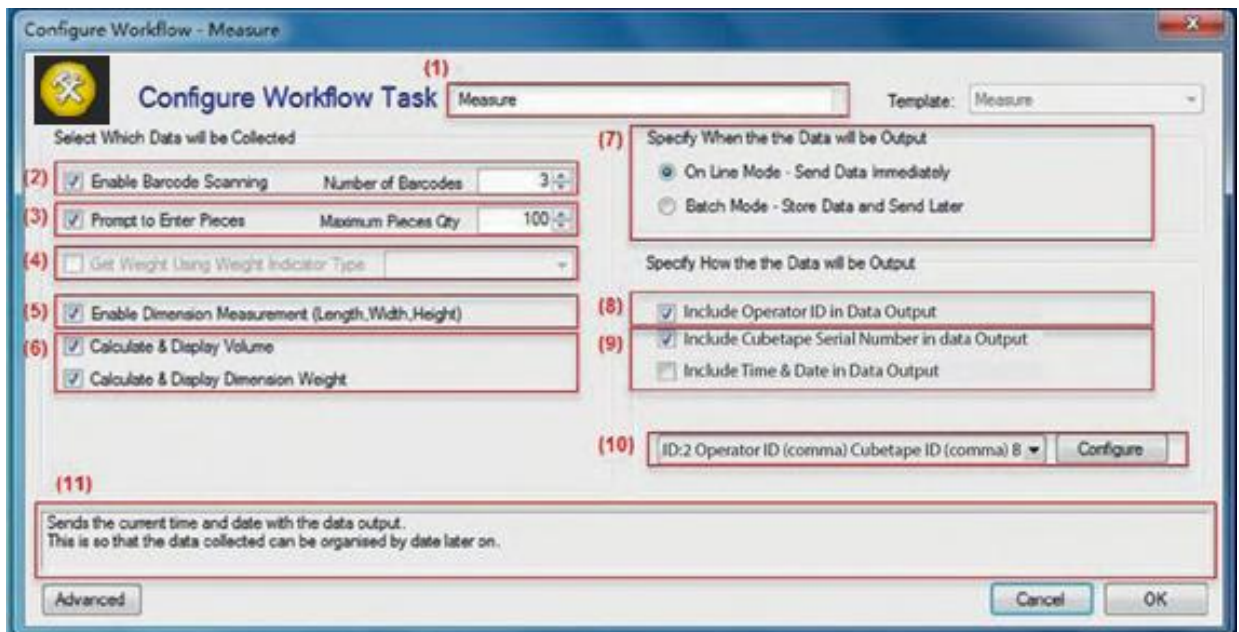 Configure Workflow - Measure
(1)
Configure Workflow Task Measure Template: Measure
Select Which Data will be Collected
(2) Enable Barcode Scanning Number of Barcodes 3
(3) Prompt to Enter Pieces Maximum Pieces Qty 100
(4) Get Weight Using Weight Indicator Type
(5) Enable Dimension Measurement (Length,Width,Height)
(6) Calculate & Display Volume
Calculate & Display Dimension Weight
(7) Specify When the the Data will be Output
On Line Mode - Send Data Immediately
Batch Mode - Store Data and Send Later
Specify How the the Data will be Output
(8) Include Operator ID in Data Output
(9) Include Cubetape Serial Number in data Output
Include Time & Date in Data Output
(10) ID:2 Operator ID (comma) Cubetape ID (comma) B Configure
(11)
Sends the current time and date with the data output.
This is so that the data collected can be organised by date later on.
Advanced Cancel OK